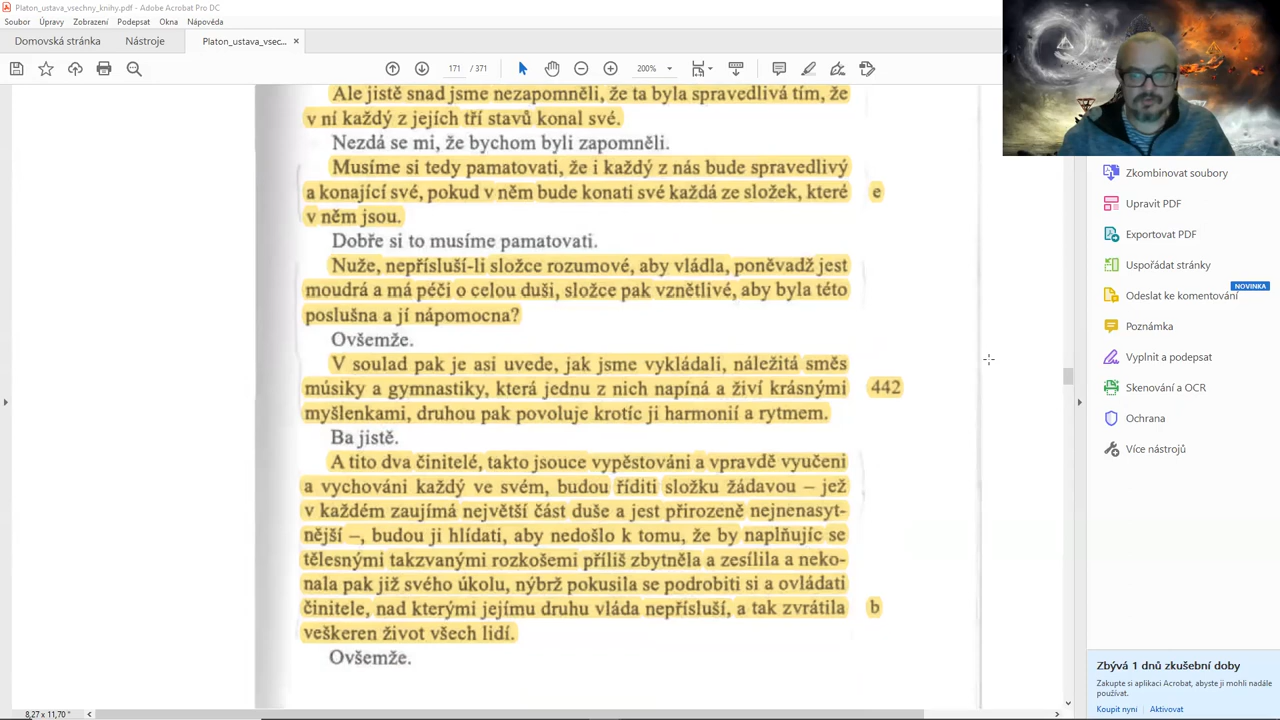 Platon_ustava_vsechny_knihy.pdf - Adobe Acrobat Pro DC
Soubor Úpravy Zobrazení Podepsat Okna Nápověda
Domovská stránka Nástroje Platon_ustava_vsec... ×
171 / 371 200%
Ale jistě snad jsme nezapomněli, že ta byla spravedlivá tím, že
v ní každý z jejích tří stavů konal své.
Nezdá se mi, že bychom byli zapomněli.
Musíme si tedy pamatovati, že i každý z nás bude spravedlivý
a konající své, pokud v něm bude konati své každá ze složek, které e
v něm jsou.
Dobře si to musíme pamatovati.
Nuže, nepřísluší-li složce rozumové, aby vládla, poněvadž jest
moudrá a má péči o celou duši, složce pak vznětlivé, aby byla této
poslušna a jí nápomocna?
Ovšemže.
V soulad pak je asi uvede, jak jsme vykládali, náležitá směs
músiky a gymnastiky, která jednu z nich napíná a živí krásnými 442
myšlenkami, druhou pak povoluje krotíc ji harmonií a rytmem.
Ba jistě.
A tito dva činitelé, takto jsouce vypěstováni a vpravdě vyučeni
a vychováni každý ve svém, budou říditi složku žádavou – jež
v každém zaujímá největší část duše a jest přirozeně nejnenasyt-
nější –, budou ji hlídati, aby nedošlo k tomu, že by naplňujíc se
tělesnými takzvanými rozkošemi příliš zbytněla a zesílila a neko-
nala pak již svého úkolu, nýbrž pokusila se podrobiti si a ovládati
činitele, nad kterými jejímu druhu vláda nepřísluší, a tak zvrátila b
veškeren život všech lidí.
Ovšemže.
8,27 x 11,70"
Zkombinovat soubory
Upravit PDF
Exportovat PDF
Uspořádat stránky
NOVINKA
Odeslat ke komentování
Poznámka
Vyplnit a podepsat
Skenování a OCR
Ochrana
Více nástrojů
Zbývá 1 dnů zkušební doby
Zakupte si aplikaci Acrobat, abyste ji mohli nadále
používat.
Koupit nyní Aktivovat